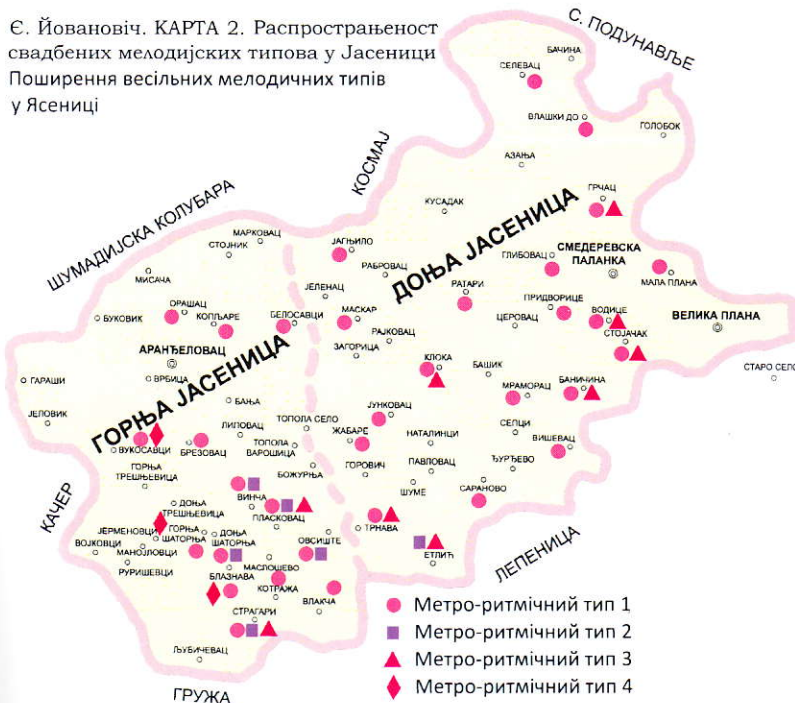 Є. Йовановіч. КАРТА 2. Распрострањеност
свадбених мелодијских типова у Јасеници
Поширення весільних мелодичних типів
у Ясениці
С. ПОДУНАВЉЕ
БАЧИНА
СЕЛЕВАЦ
ВЛАШКИ ДО
ГОЛОБОК
КОСМАЈ
АЗАЊА
ГРЧАЦ
КУСАДАК
ШУМАДИЈСКА КОЛУБАРА
МАРКОВАЦ
СТОЈНИК
ЈАГЊИЛО
ДОЊА ЈАСЕНИЦА
СМЕДЕРЕВСКА
ПАЛАНКА
ГЛИБОВАЦ
МИСАЧА
РАБРОВАЦ
МАЛА ПЛАНА
ЈЕЛЕНАЦ
РАТАРИ
ОРАШАЦ
ПРИДВОРИЦЕ
ВОДИЦЕ
БУКОВИК
КОПЉАРЕ
БЕЛОСАВЦИ
МАСКАР
ЦЕРОВАЦ
ВЕЛИКА ПЛАНА
РАЈКОВАЦ
СТОЈАЧАК
ЗАГОРИЦА
АРАНЂЕЛОВАЦ
КЛОКА
БАШИК
СТАРО СЕЛО
ГАРАШИ
ВРБИЦА
ГОРЊА ЈАСЕНИЦА
МРАМОРАЦ
БАНИЧИНА
ЈЕЛОВИК
БАЊА
ТОПОЛА СЕЛО
ЈУНКОВАЦ
СЕПЦИ
ЛИПОВАЦ
ЖАБАРЕ
НАТАЛИНЦИ
ВИШЕВАЦ
ВУКОСАВЦИ
БРЕЗОВАЦ
ТОПОЛА
ВАРОШИЦА
ЂУРЂЕВО
ГОРЊА
ТРЕШЊЕВИЦА
БОЖУРЊА
ГОРОВИЧ
ПАВЛОВАЦ
ШУМЕ
САРАНОВО
КАЧЕР
ВИНЧА
ДОЊА
ТРЕШЊЕВИЦА
ПЛАСКОВАЦ
ТРНАВА
ЈЕРМЕНОВЦИ
ГОРЊА
ШАТОРЊА
ДОЊА
ШАТОРЊА
ОВСИШТЕ
ВОЈКОВЦИ
МАНОЈЛОВЦИ
ЕТЛИЋ
ЛЕПЕНИЦА
РУРИШЕВЦИ
БЛАЗНАВА
МАСЛОШЕВО
КОТРАЖА
ВЛАКЧА
СТРАГАРИ
ЉУБИЧЕВАЦ
ГРУЖА
Метро-ритмічний тип 1
Метро-ритмічний тип 2
Метро-ритмічний тип 3
Метро-ритмічний тип 4